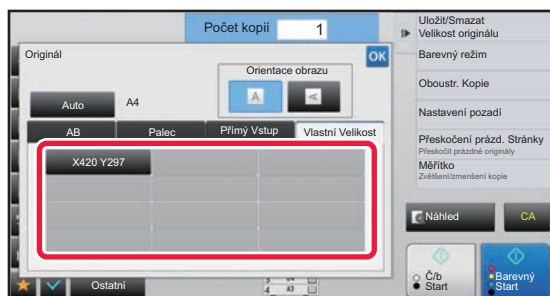 Počet kopií 1
Originál
OK
Orientace obrazu
A
A
Auto
A4
AB
Palec
Přímý Vstup
Vlastní Velikost
X420 Y297
Ostatní
4 A3
Uložit/Smazat
Velikost originálu
Barevný režim
Oboustr. Kopie
Nastavení pozadí
Přeskočení prázd. Stránky
Přeskočit prázdné originály
Měřítko
Zvětšení/zmenšení kopie
Náhled
CA
Č/b
Start
Barevný
Start